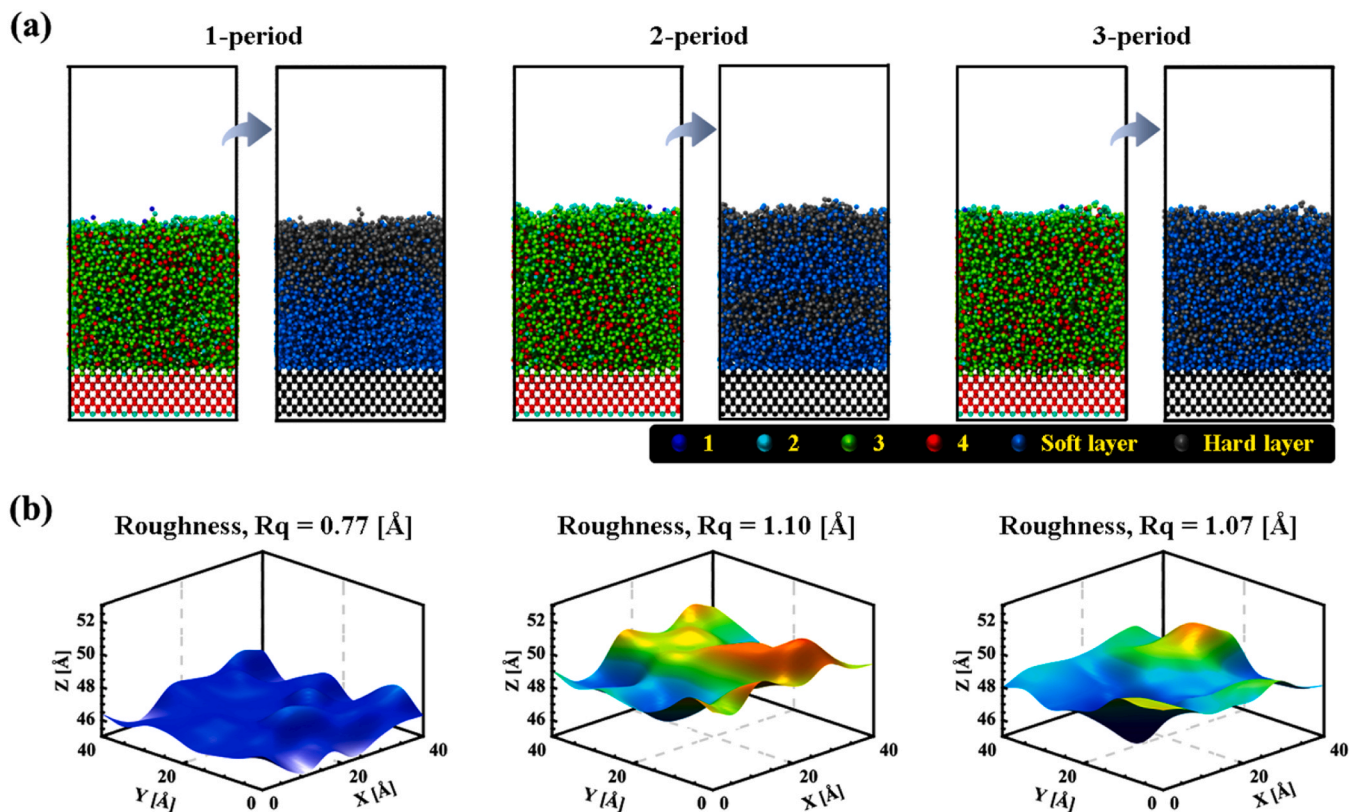 (a)
1-period
2-period
3-period
1 2 3 4 Soft layer Hard layer
(b)
Roughness, Rq = 0.77 [Å]
Roughness, Rq = 1.10 [Å]
Roughness, Rq = 1.07 [Å]
Z [Å]
52
50
48
46
40
20
0
Y [Å]
0
20
40
X [Å]
Z [Å]
52
50
48
46
40
20
0
Y [Å]
0
20
40
X [Å]
Z [Å]
52
50
48
46
40
20
0
Y [Å]
0
20
40
X [Å]